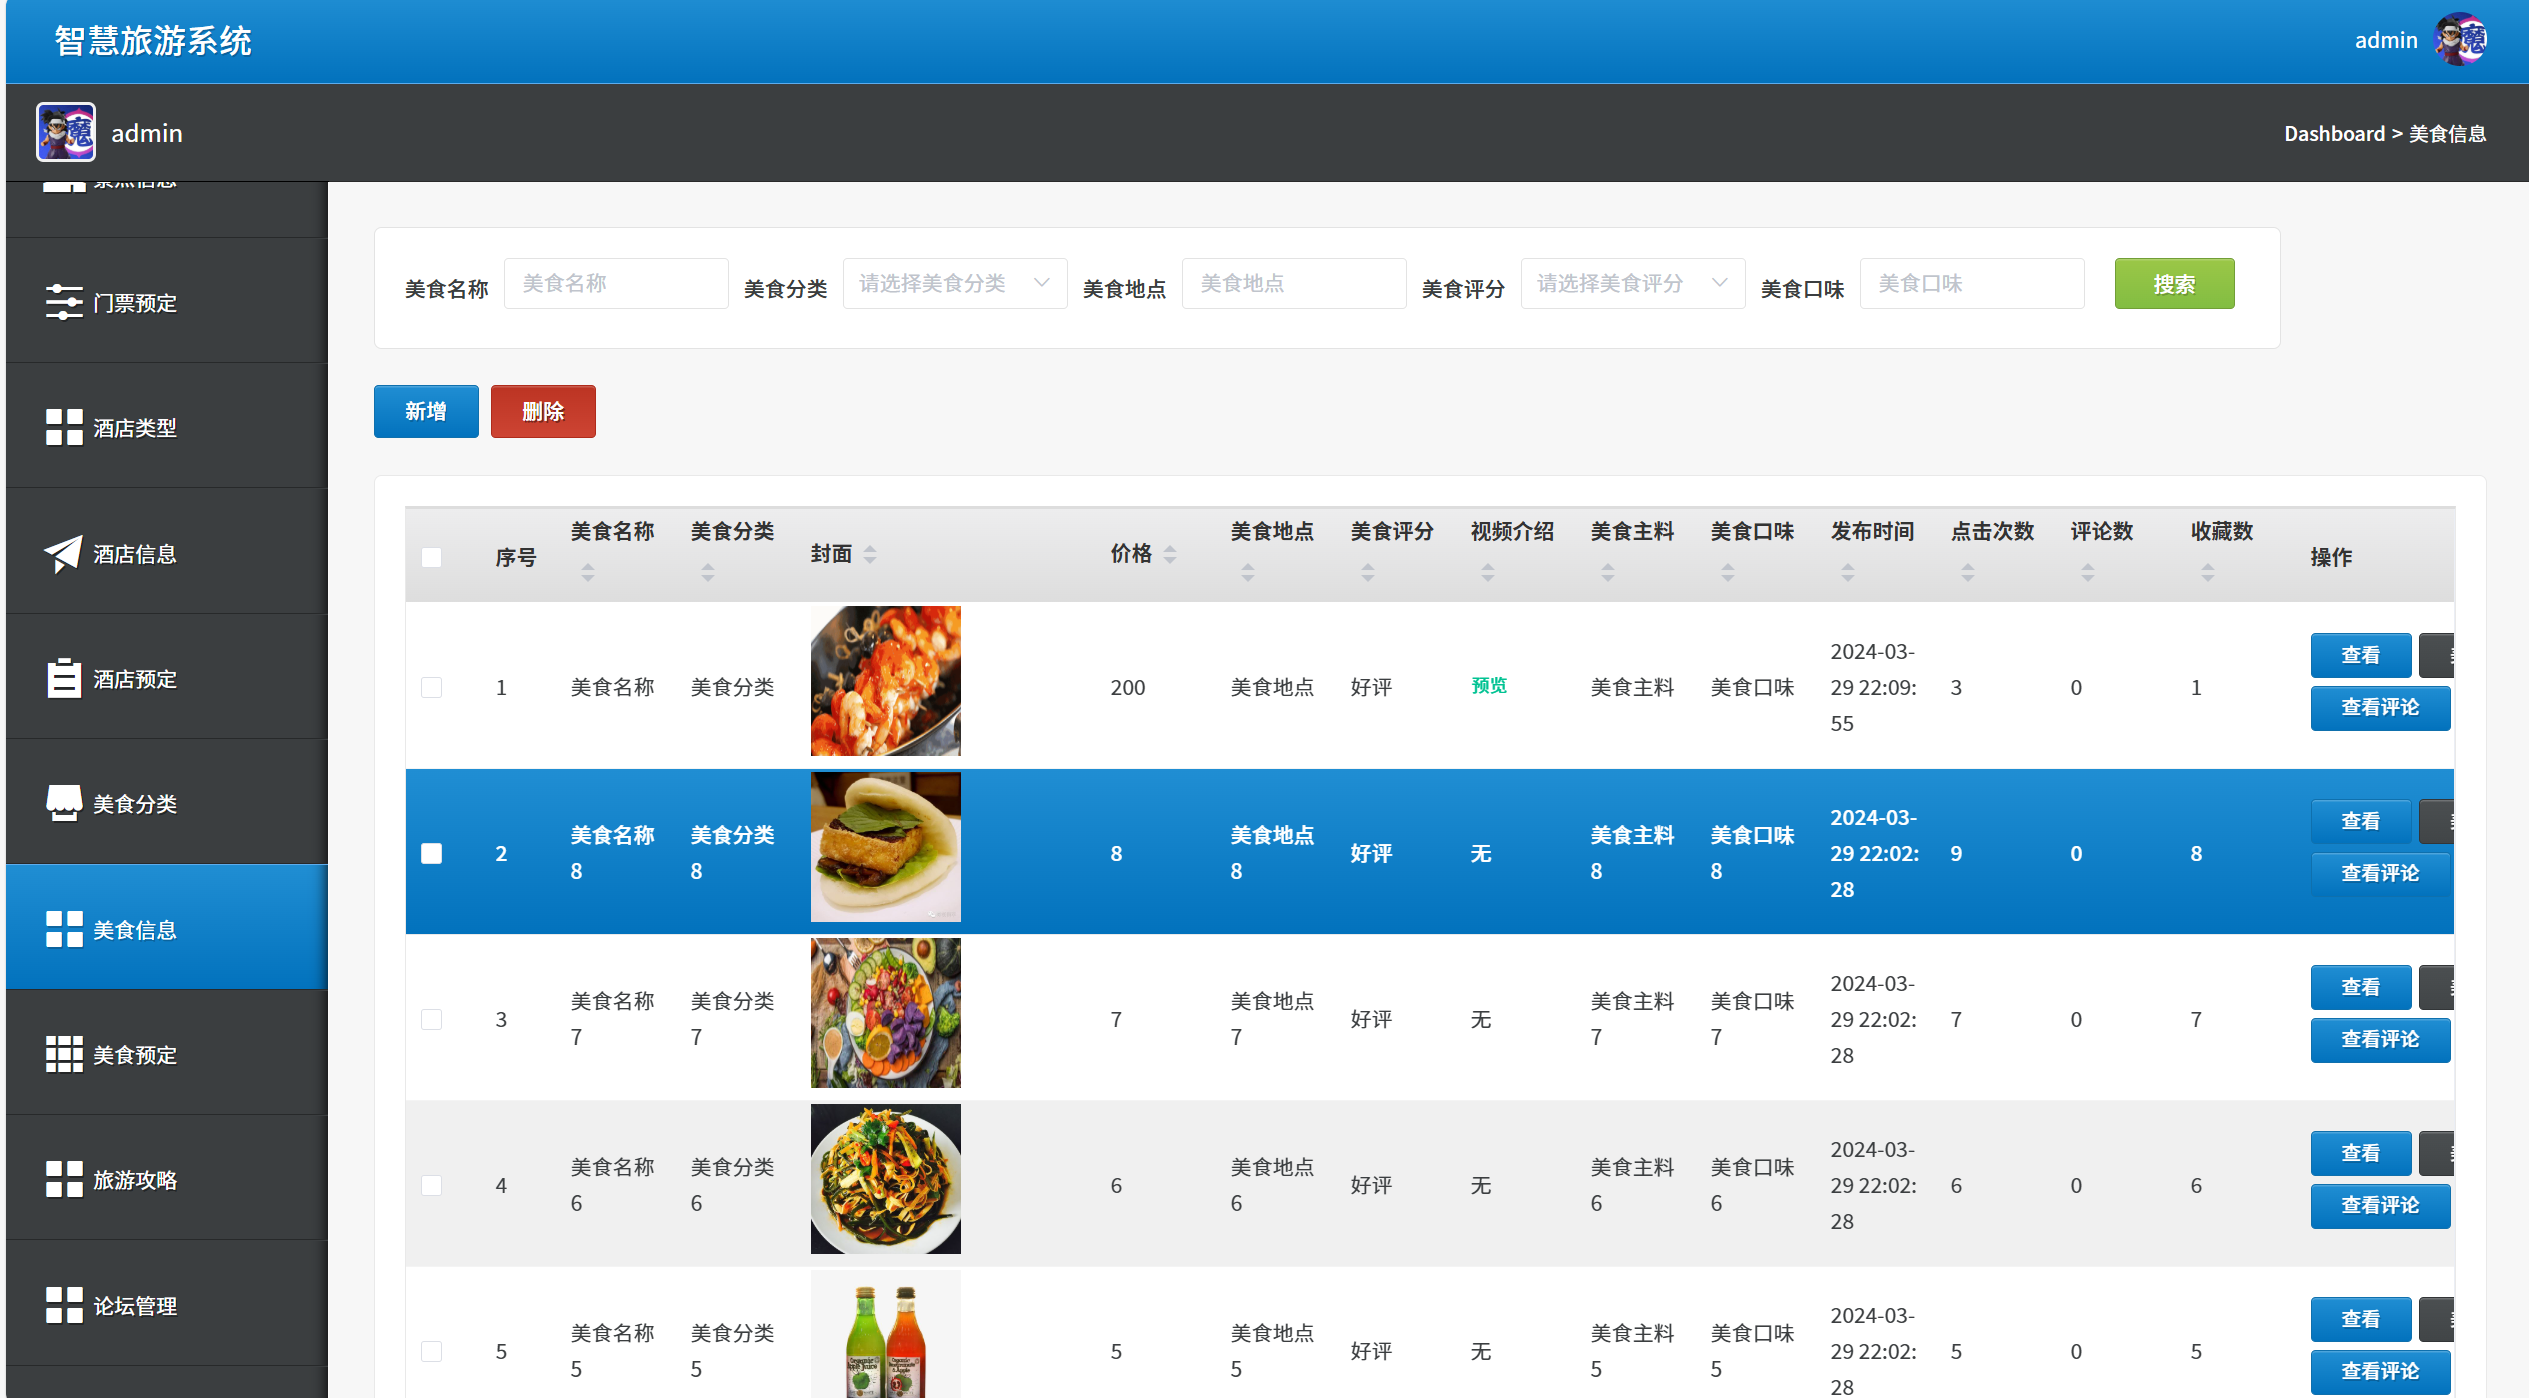 智慧旅游系统
admin
admin
Dashboard > 美食信息
门票预定
酒店类型
酒店信息
酒店预定
美食分类
美食信息
美食预定
旅游攻略
论坛管理
美食名称 美食名称 美食分类 请选择美食分类 美食地点 美食地点 美食评分 请选择美食评分 美食口味 美食口味 搜索
新增 删除
序号 美食名称 美食分类 封面 价格 美食地点 美食评分 视频介绍 美食主料 美食口味 发布时间 点击次数 评论数 收藏数 操作
1 美食名称 美食分类 200 美食地点 好评 预览 美食主料 美食口味 2024-03-29 22:09:55 3 0 1 查看
查看评论
2 美食名称8 美食分类8 8 美食地点8 好评 无 美食主料8 美食口味8 2024-03-29 22:02:28 9 0 8 查看
查看评论
3 美食名称7 美食分类7 7 美食地点7 好评 无 美食主料7 美食口味7 2024-03-29 22:02:28 7 0 7 查看
查看评论
4 美食名称6 美食分类6 6 美食地点6 好评 无 美食主料6 美食口味6 2024-03-29 22:02:28 6 0 6 查看
查看评论
5 美食名称5 美食分类5 5 美食地点5 好评 无 美食主料5 美食口味5 2024-03-29 22:02:28 5 0 5 查看
查看评论